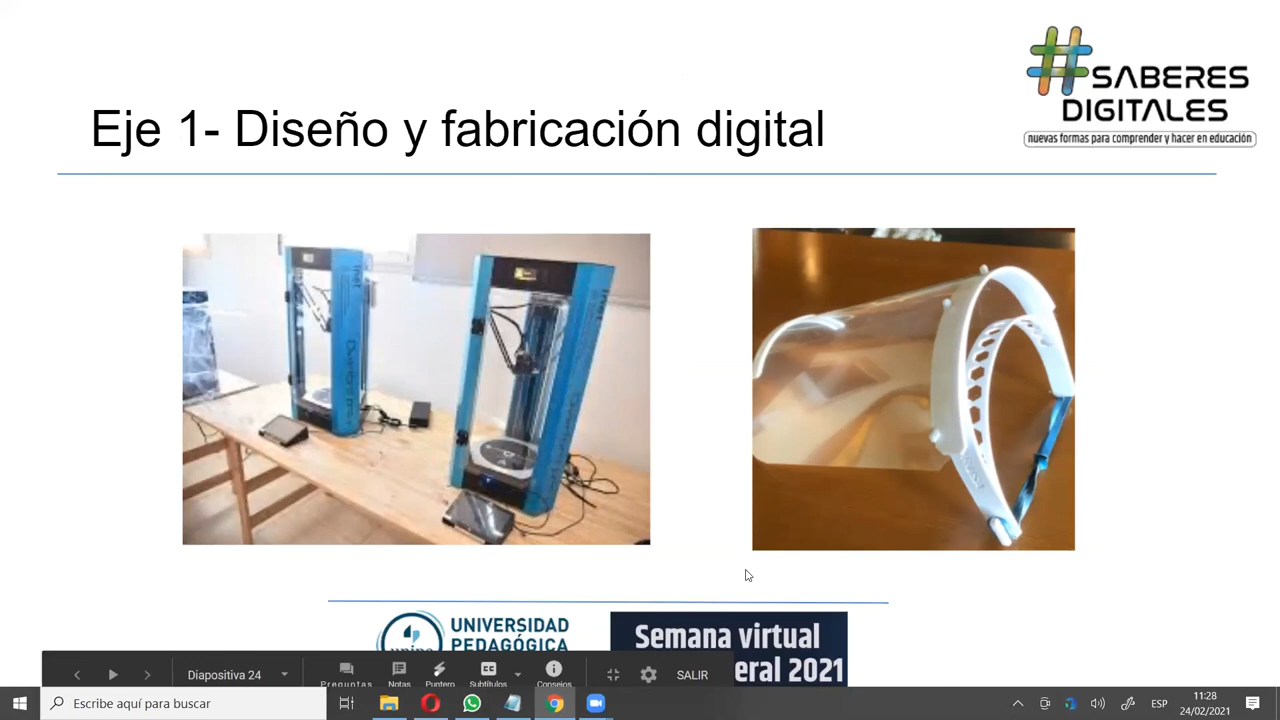 SABERES
DIGITALES
nuevas formas para comprender y hacer en educación
Eje 1- Diseño y fabricación digital
UNIVERSIDAD
PEDAGÓGICA
unipe
Semana virtual
eral 2021
Diapositiva 24
Preguntas
Notas
Puntero
Subtítulos
Consejos
SALIR
Escribe aquí para buscar
ESP
11:28
24/02/2021